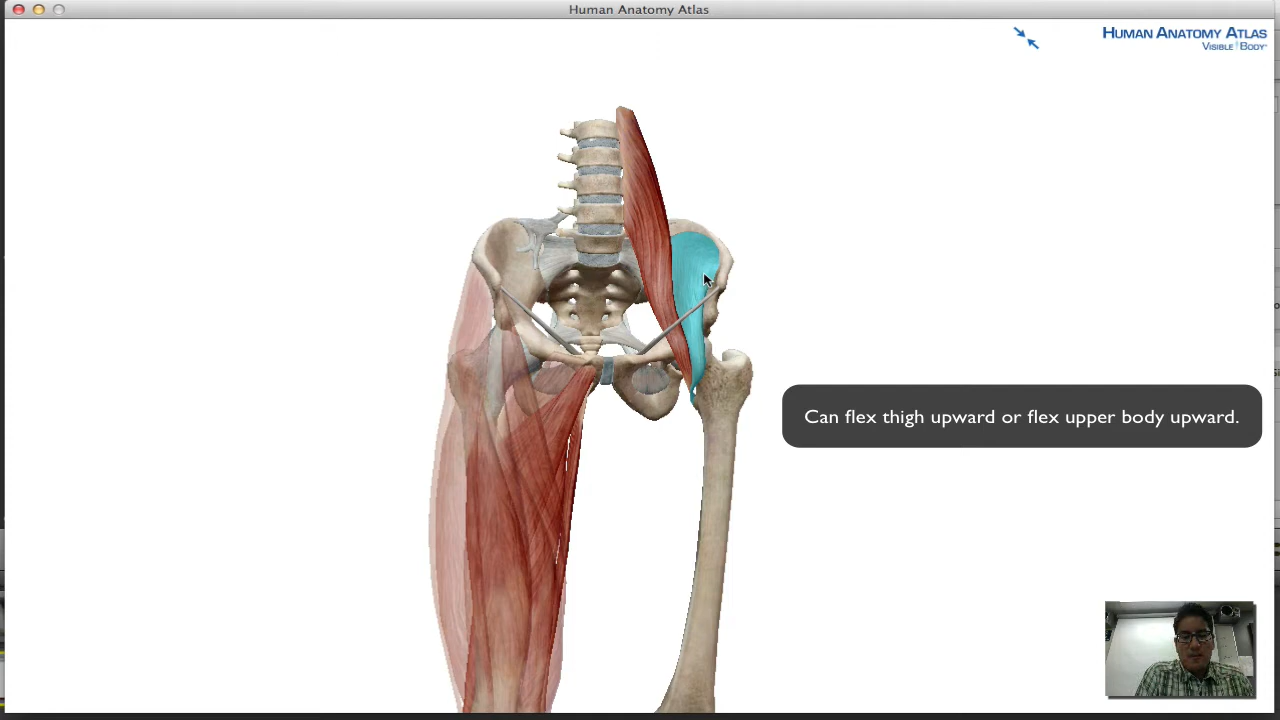 Human Anatomy Atlas
HUMAN ANATOMY ATLAS
VISIBLE BODY
Can flex thigh upward or flex upper body upward.